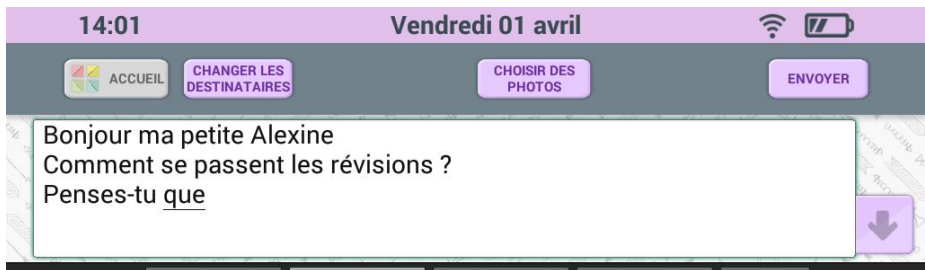 14:01 Vendredi 01 avril
ACCUEIL
CHANGER LES
DESTINATAIRES
CHOISIR DES
PHOTOS
ENVOYER
Bonjour ma petite Alexine
Comment se passent les révisions ?
Penses-tu que